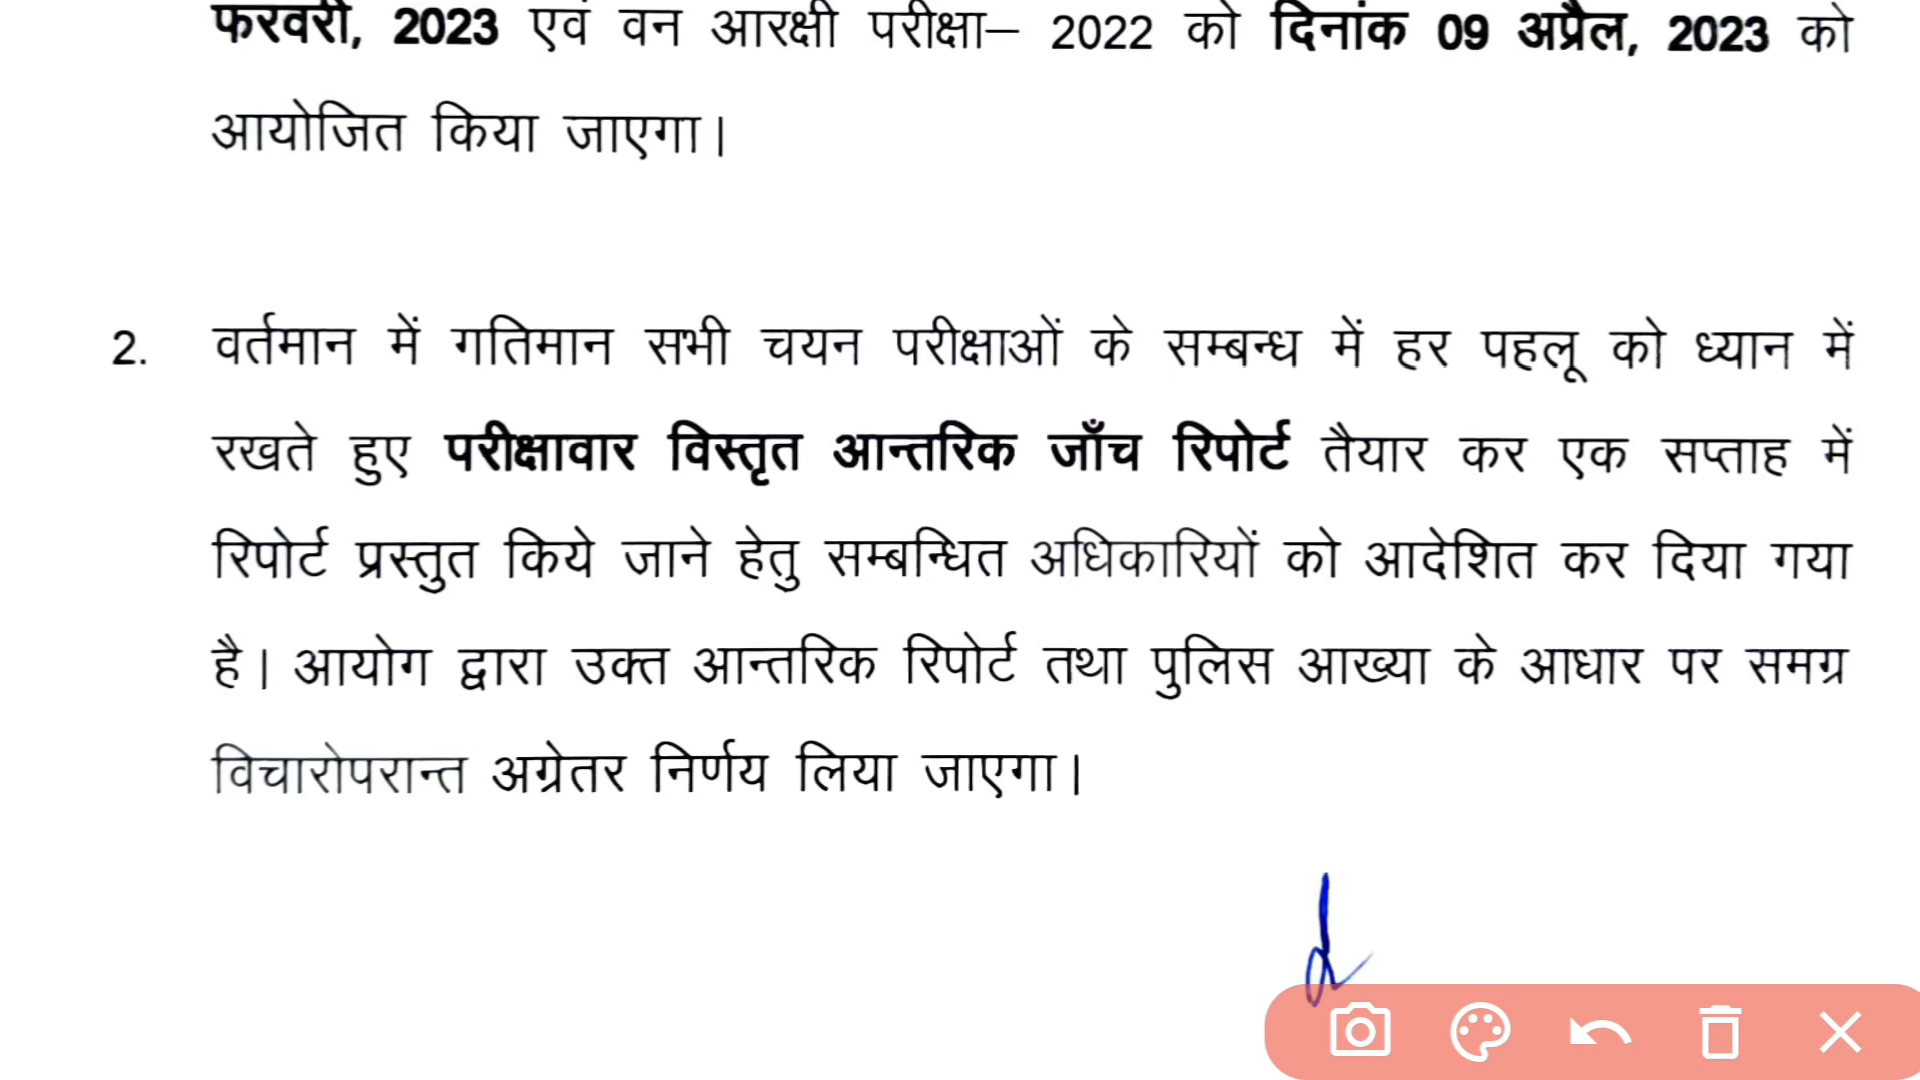 फरवरी, 2023 एवं वन आरक्षी परीक्षा– 2022 को दिनांक 09 अप्रैल, 2023 को
आयोजित किया जाएगा।
2. वर्तमान में गतिमान सभी चयन परीक्षाओं के सम्बन्ध में हर पहलू को ध्यान में
रखते हुए परीक्षावार विस्तृत आन्तरिक जाँच रिपोर्ट तैयार कर एक सप्ताह में
रिपोर्ट प्रस्तुत किये जाने हेतु सम्बन्धित अधिकारियों को आदेशित कर दिया गया
है। आयोग द्वारा उक्त आन्तरिक रिपोर्ट तथा पुलिस आख्या के आधार पर समग्र
विचारोपरान्त अग्रेतर निर्णय लिया जाएगा।